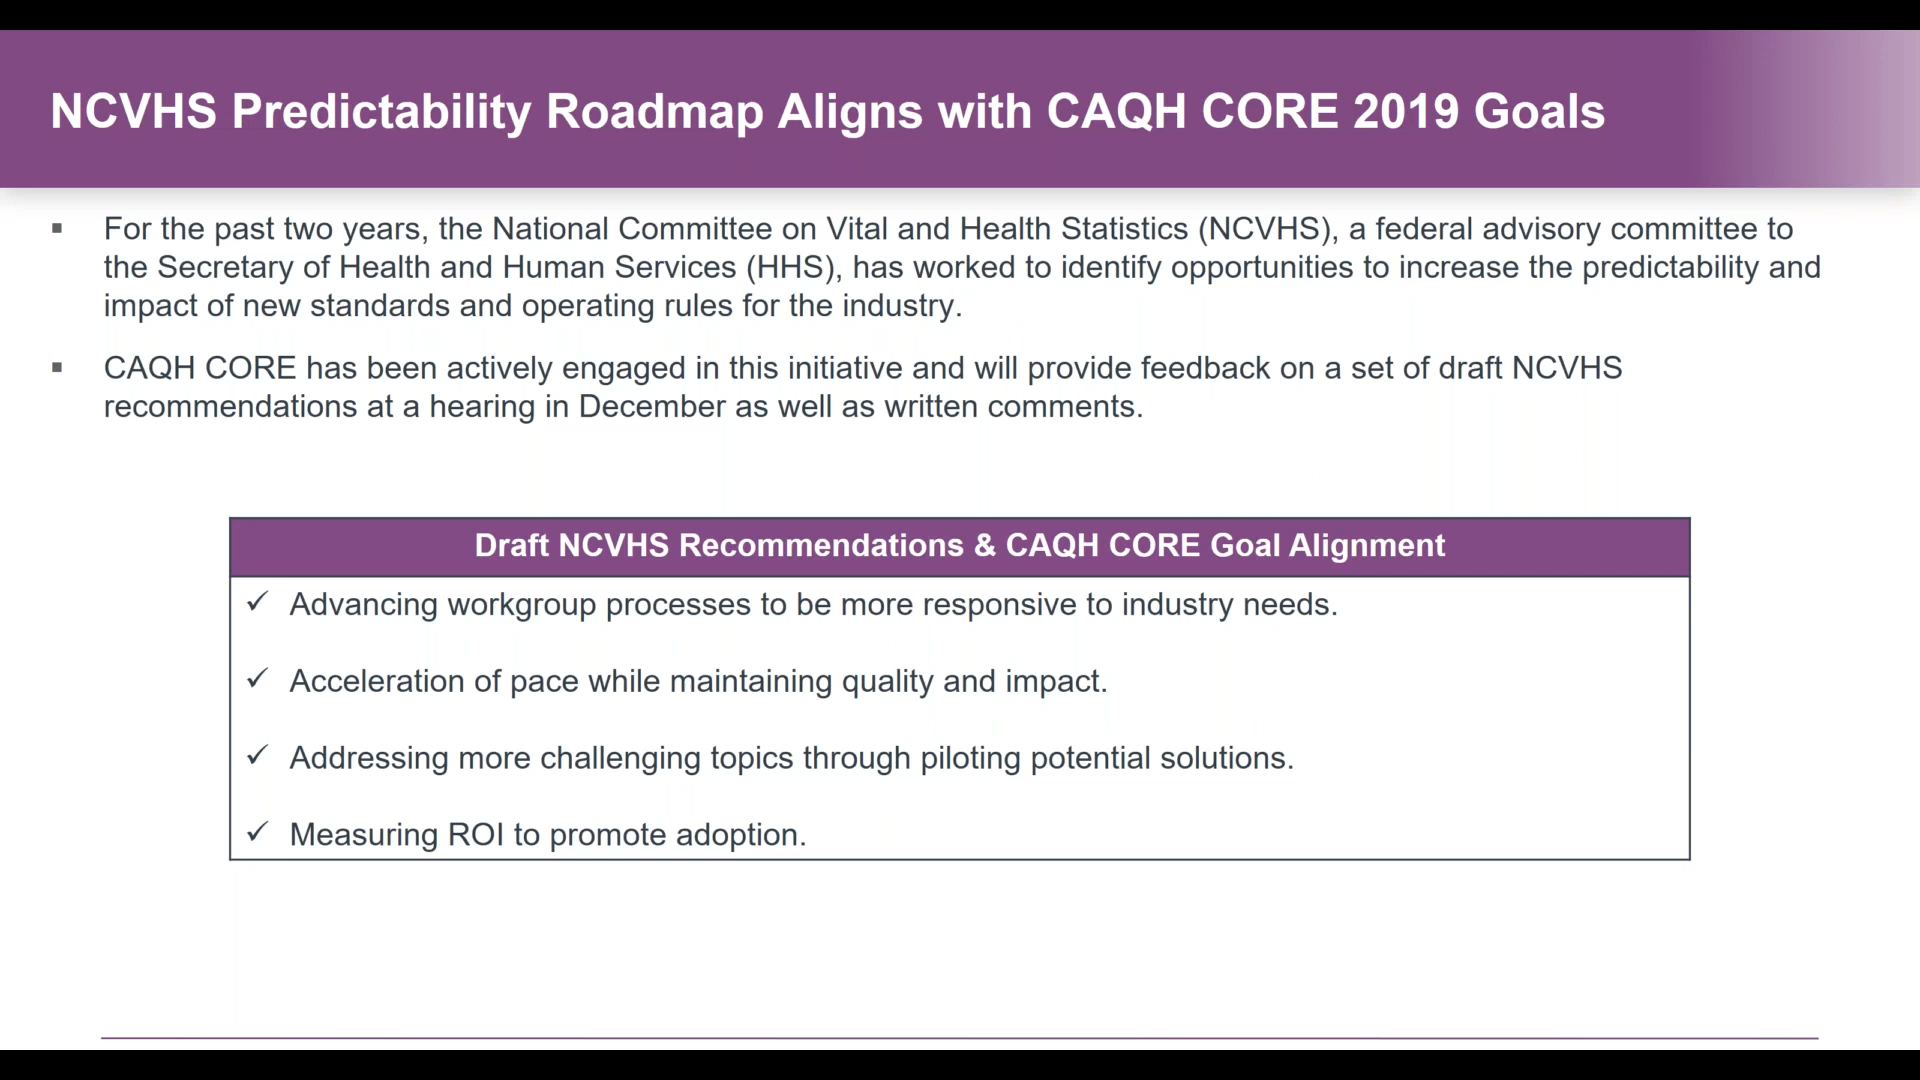 NCVHS Predictability Roadmap Aligns with CAQH CORE 2019 Goals
▪ For the past two years, the National Committee on Vital and Health Statistics (NCVHS), a federal advisory committee to
the Secretary of Health and Human Services (HHS), has worked to identify opportunities to increase the predictability and
impact of new standards and operating rules for the industry.
▪ CAQH CORE has been actively engaged in this initiative and will provide feedback on a set of draft NCVHS
recommendations at a hearing in December as well as written comments.
Draft NCVHS Recommendations & CAQH CORE Goal Alignment
✓ Advancing workgroup processes to be more responsive to industry needs.
✓ Acceleration of pace while maintaining quality and impact.
✓ Addressing more challenging topics through piloting potential solutions.
✓ Measuring ROI to promote adoption.